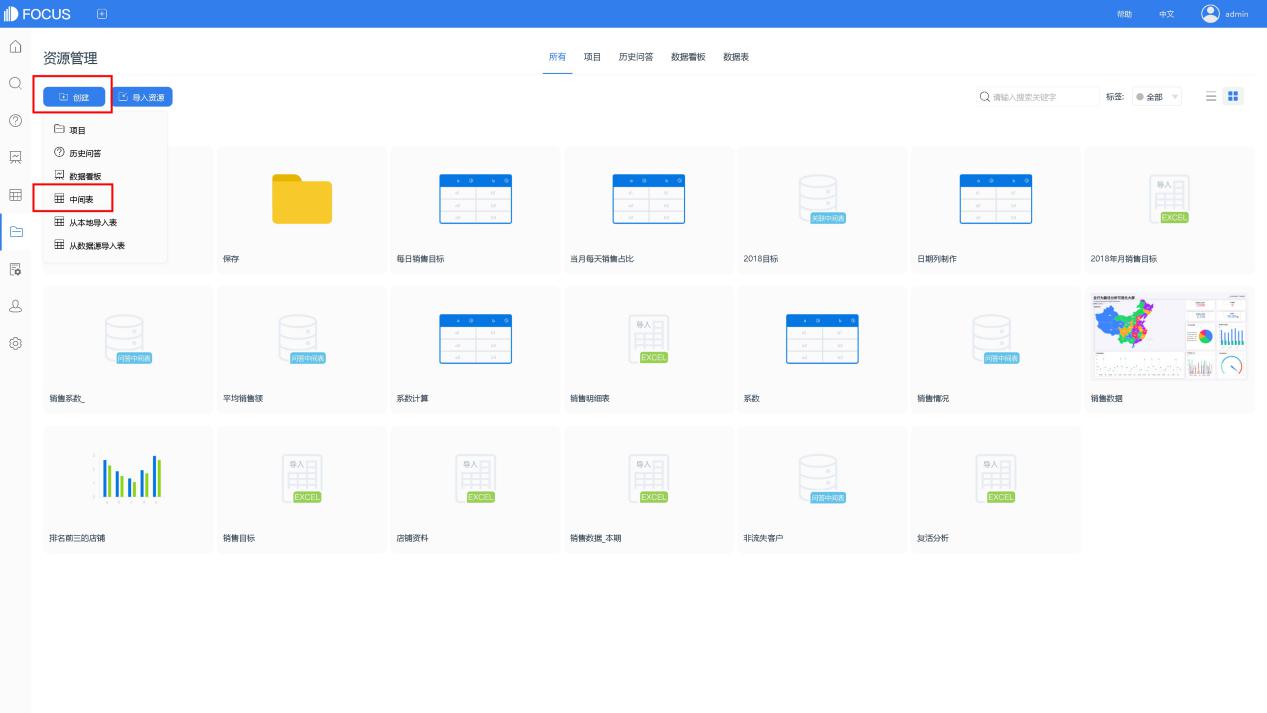 FOCUS
帮助 中文 admin
资源管理
所有 项目 历史问答 数据看板 数据表
创建 导入资源
请输入搜索关键字 标签: 全部
项目
历史问答
数据看板
中间表
从本地导入表
从数据源导入表
关联中间表
导入
EXCEL
保存 每日销售目标 当月每天销售占比 2018目标 日期列制作 2018年月销售目标
问答中间表 问答中间表 导入 EXCEL 问答中间表
销售系数_ 平均销售额 系数计算 销售明细表 系数 销售情况 销售数据
导入 导入 导入 导入
EXCEL EXCEL EXCEL 问答中间表 EXCEL
排名前三的店铺 销售目标 店铺资料 销售数据_本期 非流失客户 复活分析